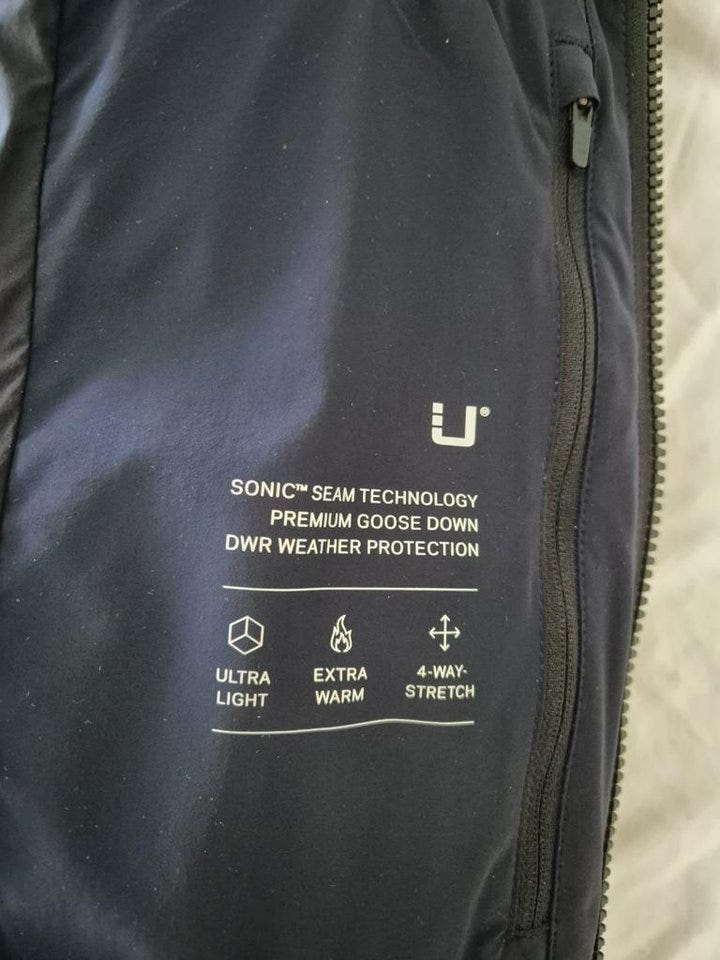 U®
SONIC™ SEAM TECHNOLOGY
PREMIUM GOOSE DOWN
DWR WEATHER PROTECTION
ULTRA LIGHT
EXTRA WARM
4-WAY-STRETCH